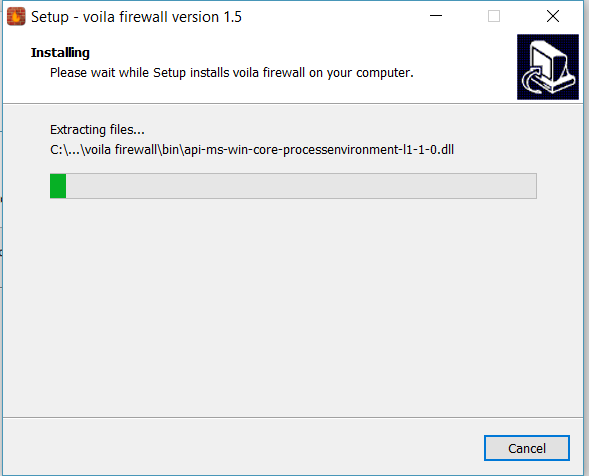 Setup - voila firewall version 1.5
Installing
Please wait while Setup installs voila firewall on your computer.
Extracting files...
C:\...\voila firewall\bin\api-ms-win-core-processenvironment-l1-1-0.dll
Cancel